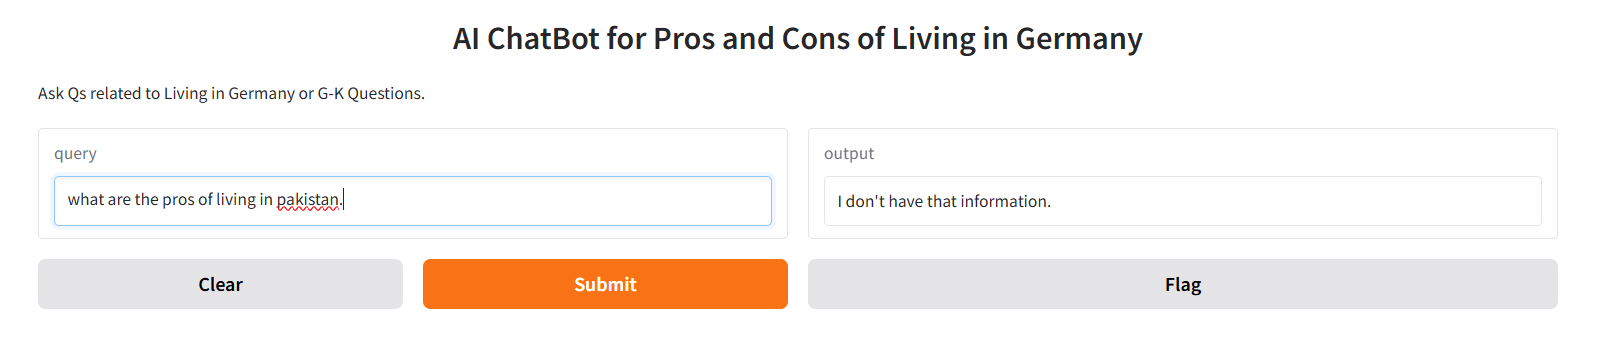 AI ChatBot for Pros and Cons of Living in Germany
Ask Qs related to Living in Germany or G-K Questions.
query
what are the pros of living in pakistan.
output
I don't have that information.
Clear
Submit
Flag